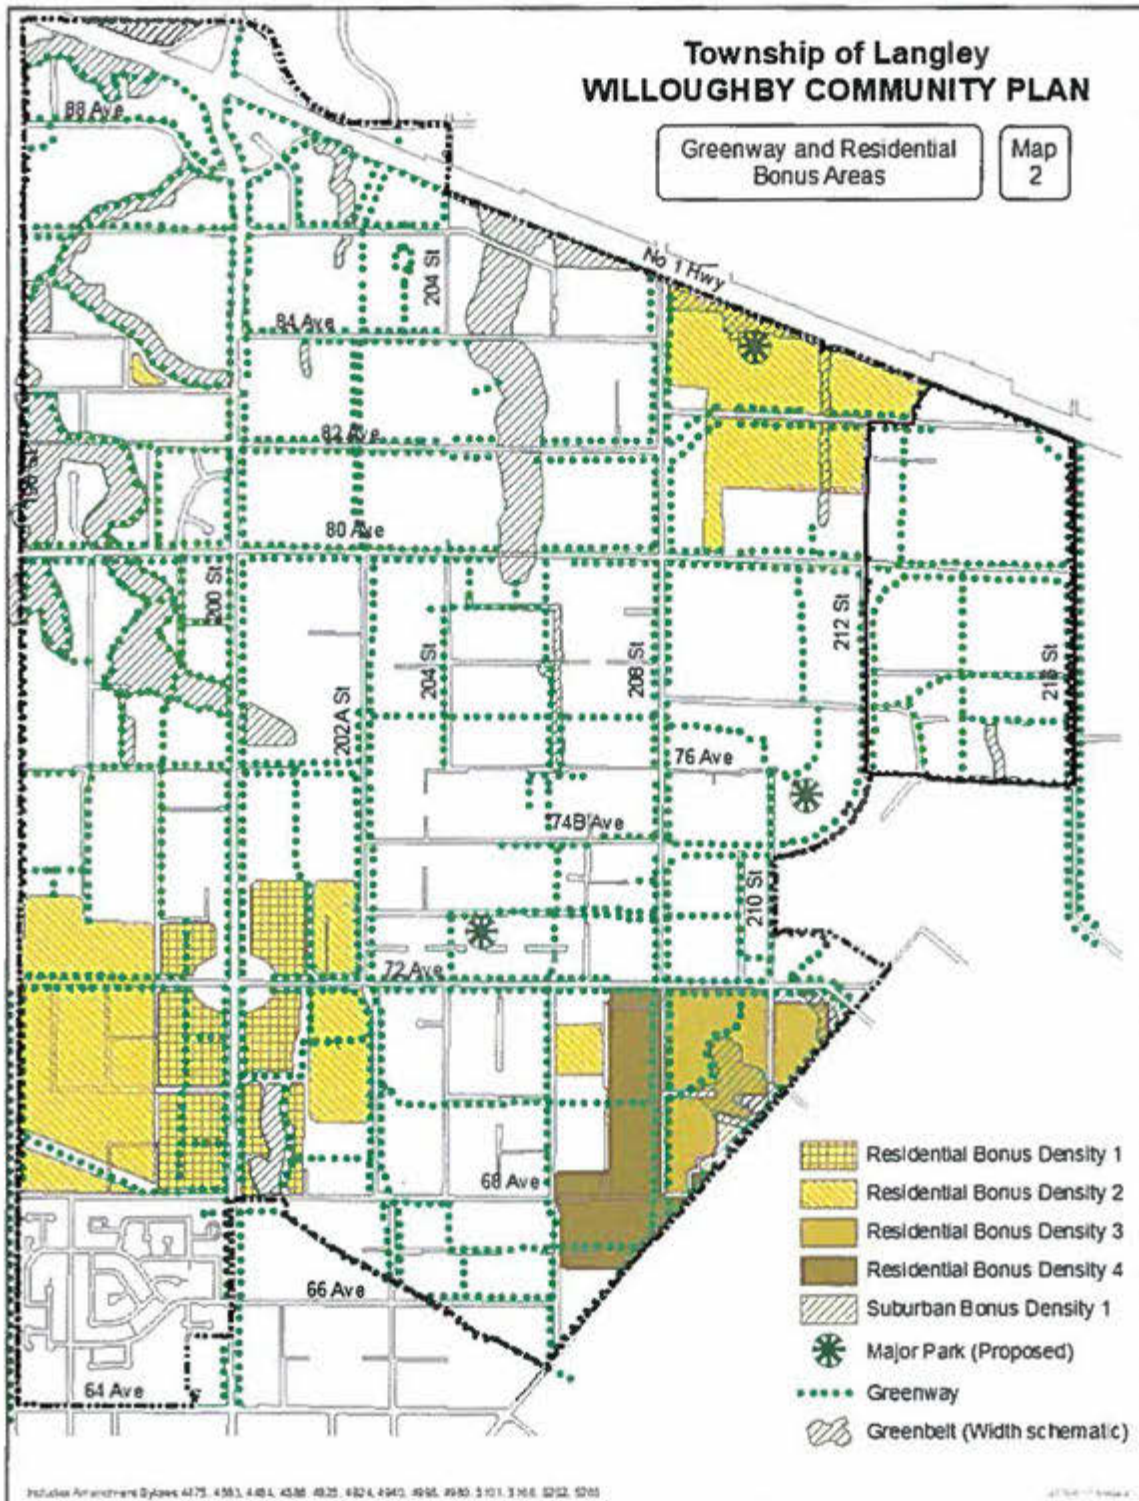 Township of Langley
WILLOUGHBY COMMUNITY PLAN
Greenway and Residential
Bonus Areas
Map
2
88 Ave
No 1 Hwy
204 St
84 Ave
82 Ave
80 Ave
200 St
212 St
204 St
208 St
202A St
76 Ave
74B Ave
210 St
72 Ave
68 Ave
66 Ave
64 Ave
Residential Bonus Density 1
Residential Bonus Density 2
Residential Bonus Density 3
Residential Bonus Density 4
Suburban Bonus Density 1
Major Park (Proposed)
Greenway
Greenbelt (Width schematic)
Includes Amendment Bylaws